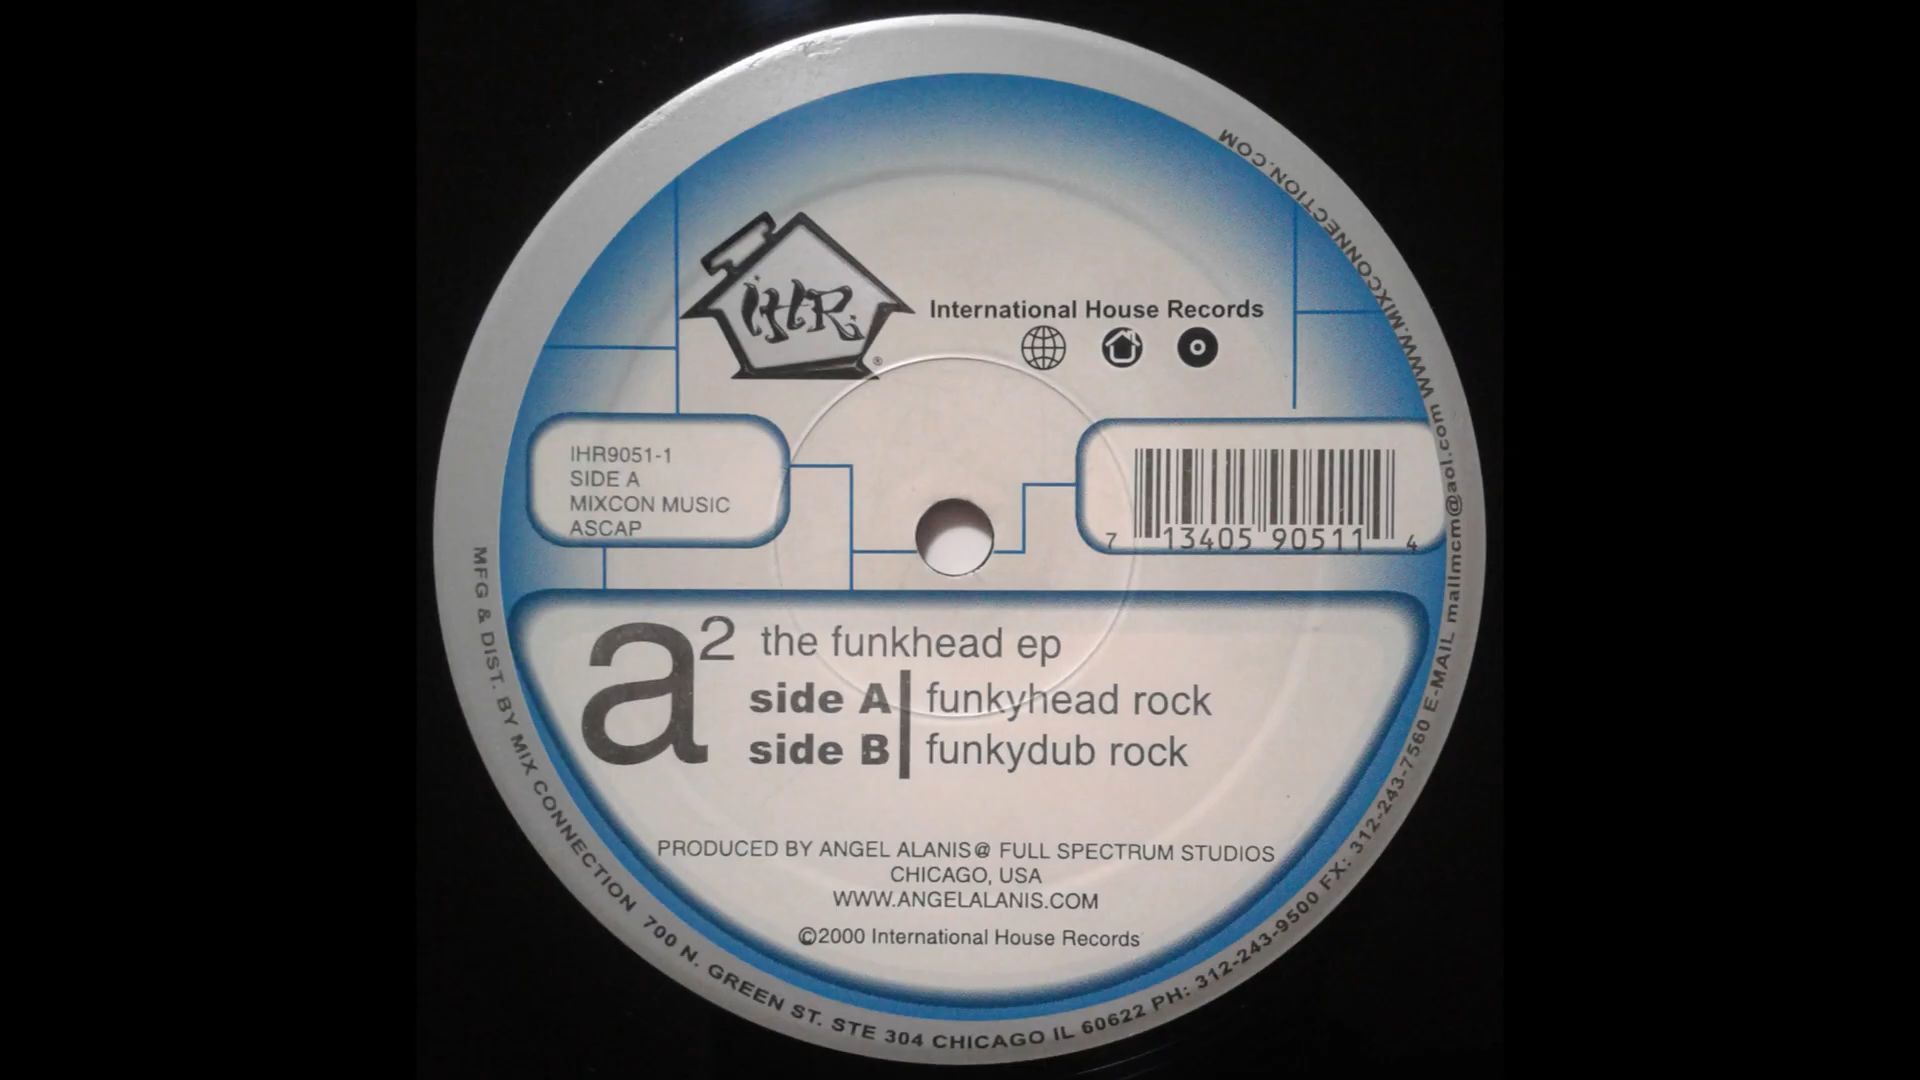 IHR
®
International House Records
IHR9051-1
SIDE A
MIXCON MUSIC
ASCAP
7 13405 90511 4
a2 the funkhead ep
side A funkyhead rock
side B funkydub rock
PRODUCED BY ANGEL ALANIS@ FULL SPECTRUM STUDIOS
CHICAGO, USA
WWW.ANGELALANIS.COM
©2000 International House Records
MFG & DIST. BY MIX CONNECTION 700 N. GREEN ST. STE 304 CHICAGO IL 60622 PH: 312-243-9500 FX: 312-243-7560 E-MAIL mailmcm@aol.com WWW.MIXCONNECTION.COM